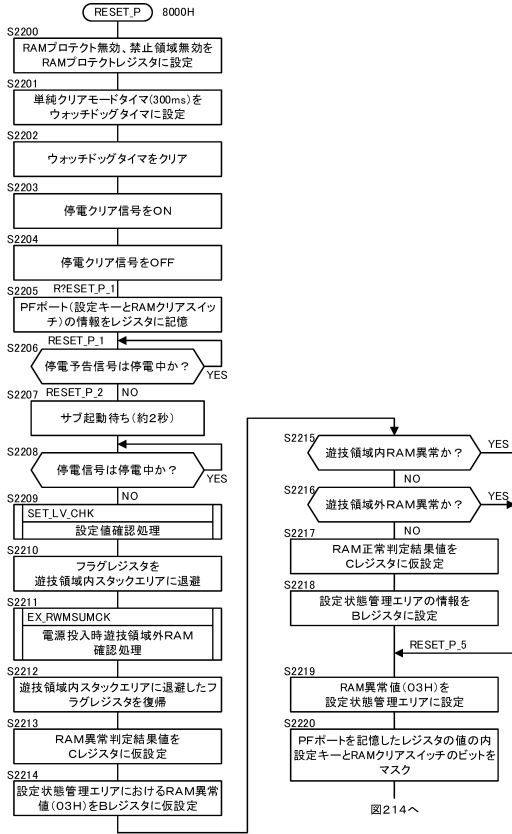 RESET_P 8000H
S2200
RAMプロテクト無効、禁止領域無効を
RAMプロテクトレジスタに設定
S2201
単純クリアモードタイマ(300ms)を
ウォッチドッグタイマに設定
S2202
ウォッチドッグタイマをクリア
S2203
停電クリア信号をON
S2204
停電クリア信号をOFF
R?ESET_P_1
S2205
PFポート(設定キーとRAMクリアスイッ
チ)の情報をレジスタに記憶
RESET_P_1
S2206
停電予告信号は停電中か?
YES
NO
RESET_P_2
S2207
サブ起動待ち(約2秒)
S2208
停電信号は停電中か?
YES
NO
S2209
SET_LV_CHK
設定値確認処理
S2210
フラグレジスタを
遊技領域内スタックエリアに退避
S2211
EX_RWMSUMCK
電源投入時遊技領域外RAM
確認処理
S2212
遊技領域内スタックエリアに退避したフ
ラグレジスタを復帰
S2213
RAM異常判定結果値を
Cレジスタに仮設定
S2214
設定状態管理エリアにおけるRAM異常
値(03H)をBレジスタに仮設定
S2215
遊技領域内RAM異常か?
YES
NO
S2216
遊技領域外RAM異常か?
YES
NO
S2217
RAM正常判定結果値を
Cレジスタに仮設定
S2218
設定状態管理エリアの情報を
Bレジスタに設定
RESET_P_5
S2219
RAM異常値(03H)を
設定状態管理エリアに設定
S2220
PFポートを記憶したレジスタの値の内
設定キーとRAMクリアスイッチのビットを
マスク
図214へ